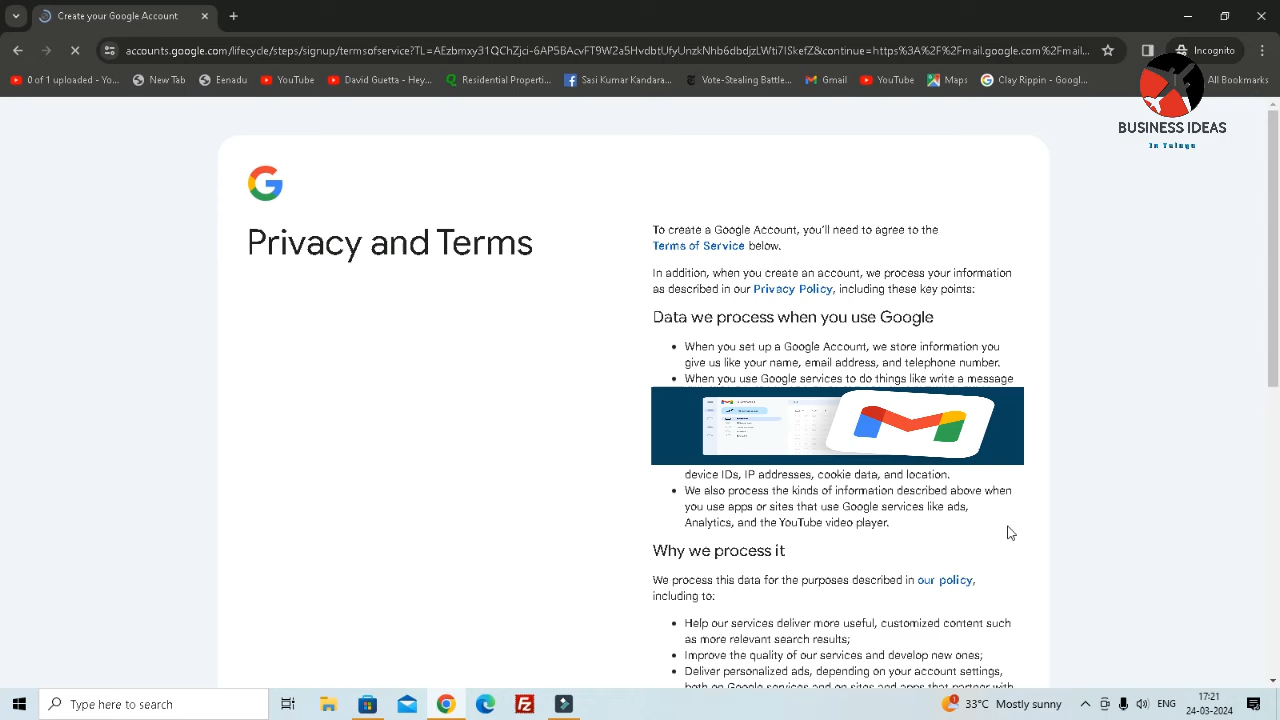 Create your Google Account
accounts.google.com/lifecycle/steps/signup/termsofservice?TL=AEzbmxy31QChZjci-6AP5BAcvFT9W2a5HvdbtUfyUnzkNhb6dbdjzLWti7ISkefZ&continue=https%3A%2F%2Fmail.google.com%2Fmail...
Incognito
0 of 1 uploaded - Yo...
New Tab
Eenadu
YouTube
David Guetta - Hey...
Residential Properti...
Sasi Kumar Kandara...
Vote-Stealing Battle...
Gmail
YouTube
Maps
Clay Rippin - Googl...
All Bookmarks
BUSINESS IDEAS
In Telugu
Privacy and Terms
To create a Google Account, you'll need to agree to the
Terms of Service below.
In addition, when you create an account, we process your information
as described in our Privacy Policy, including these key points:
Data we process when you use Google
When you set up a Google Account, we store information you
give us like your name, email address, and telephone number.
When you use Google services to do things like write a message
device IDs, IP addresses, cookie data, and location.
We also process the kinds of information described above when
you use apps or sites that use Google services like ads,
Analytics, and the YouTube video player.
Why we process it
We process this data for the purposes described in our policy,
including to:
Help our services deliver more useful, customized content such
as more relevant search results;
Improve the quality of our services and develop new ones;
Deliver personalized ads, depending on your account settings,
both on Google services and on sites and apps that partner with
Type here to search
33°C Mostly sunny
ENG
17:21
24-03-2024